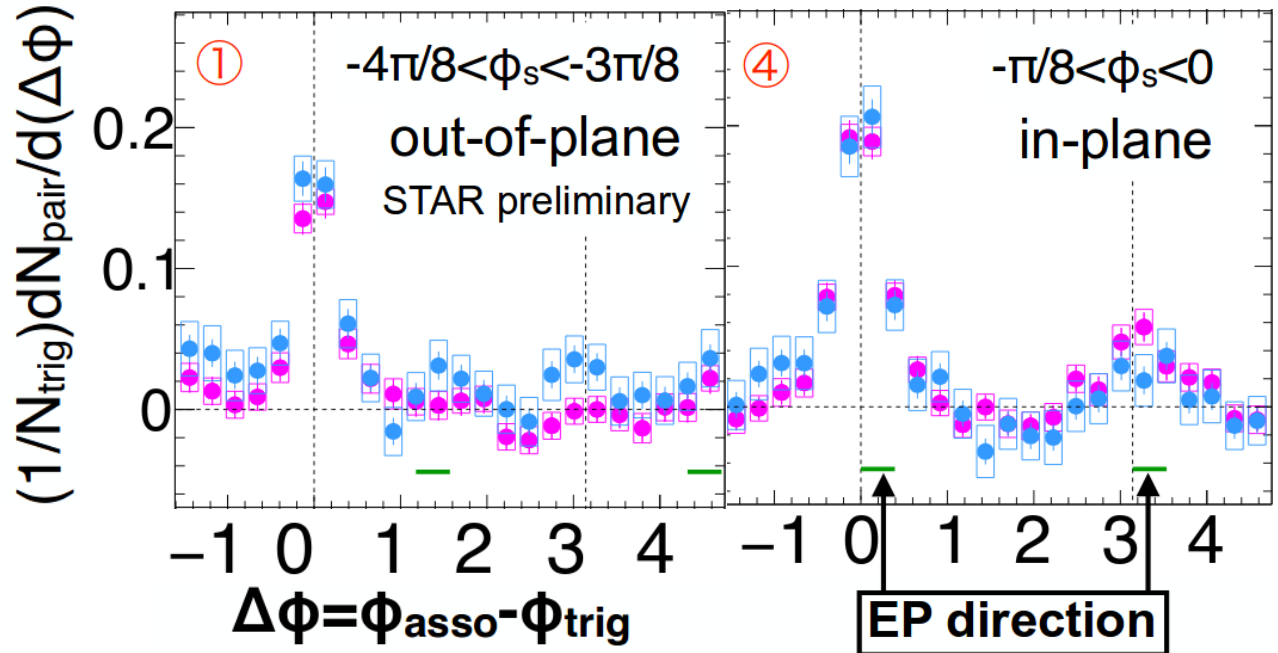 (1/Ntrig)dNpair/d(Δϕ)
① -4π/8<ϕs<-3π/8
out-of-plane
STAR preliminary
④ -π/8<ϕs<0
in-plane
0.2
0.1
0
−1 0 1 2 3 4
−1 0 1 2 3 4
Δϕ=ϕasso-ϕtrig
EP direction